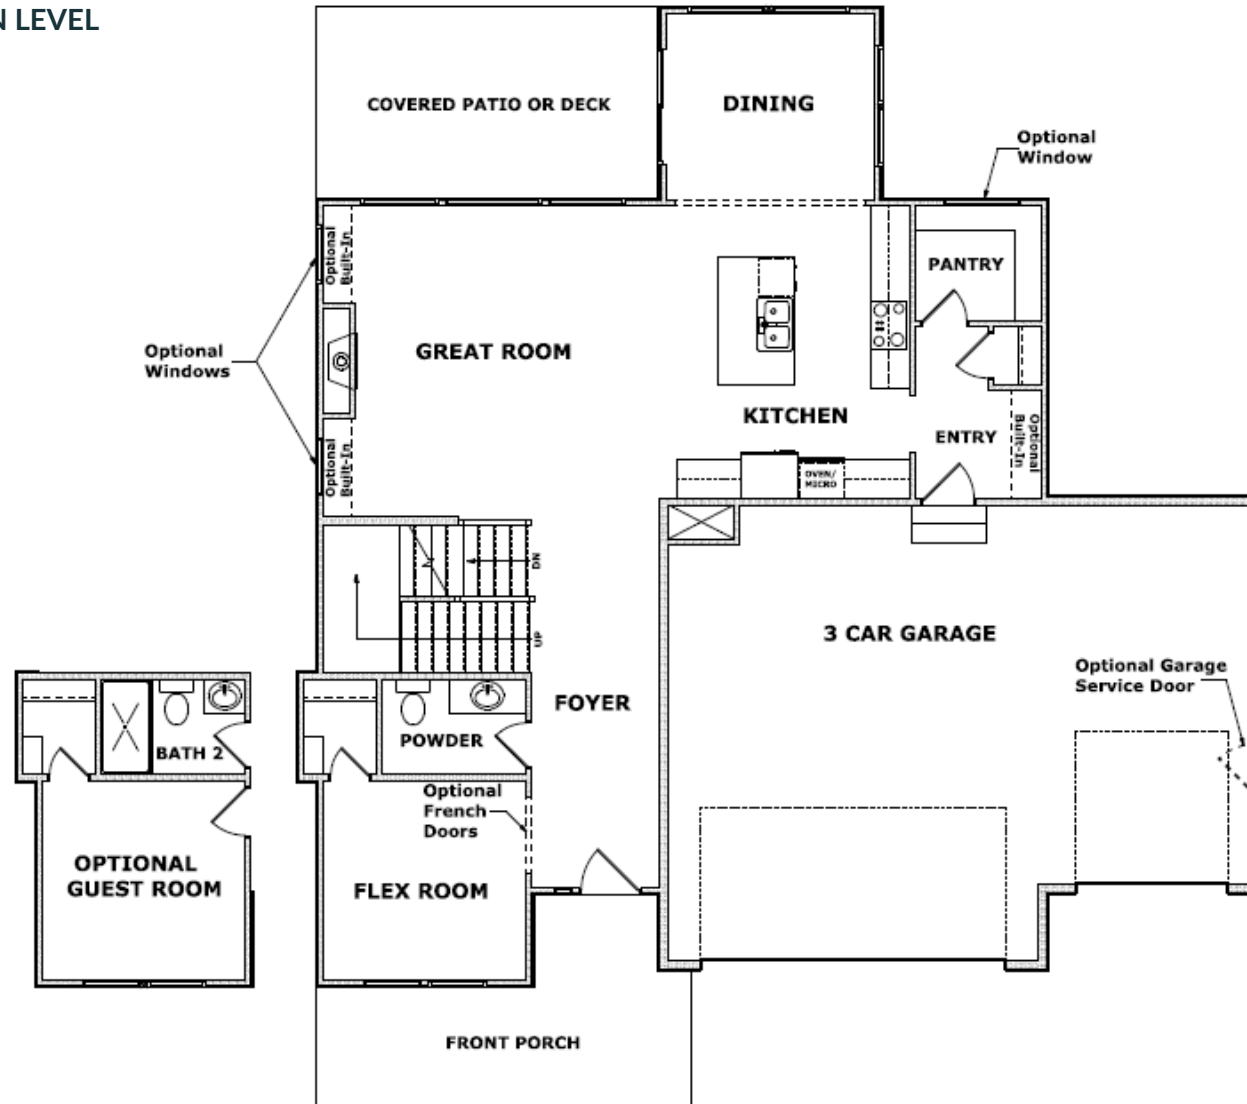 N LEVEL
COVERED PATIO OR DECK
DINING
Optional
Window
Optional
Built-In
PANTRY
Optional
Windows
GREAT ROOM
KITCHEN
ENTRY
Optional
Built-In
Optional
Built-In
OVEN/
MICRO
DN
UP
3 CAR GARAGE
Optional Garage
Service Door
FOYER
POWDER
BATH 2
Optional
French
Doors
OPTIONAL
GUEST ROOM
FLEX ROOM
FRONT PORCH